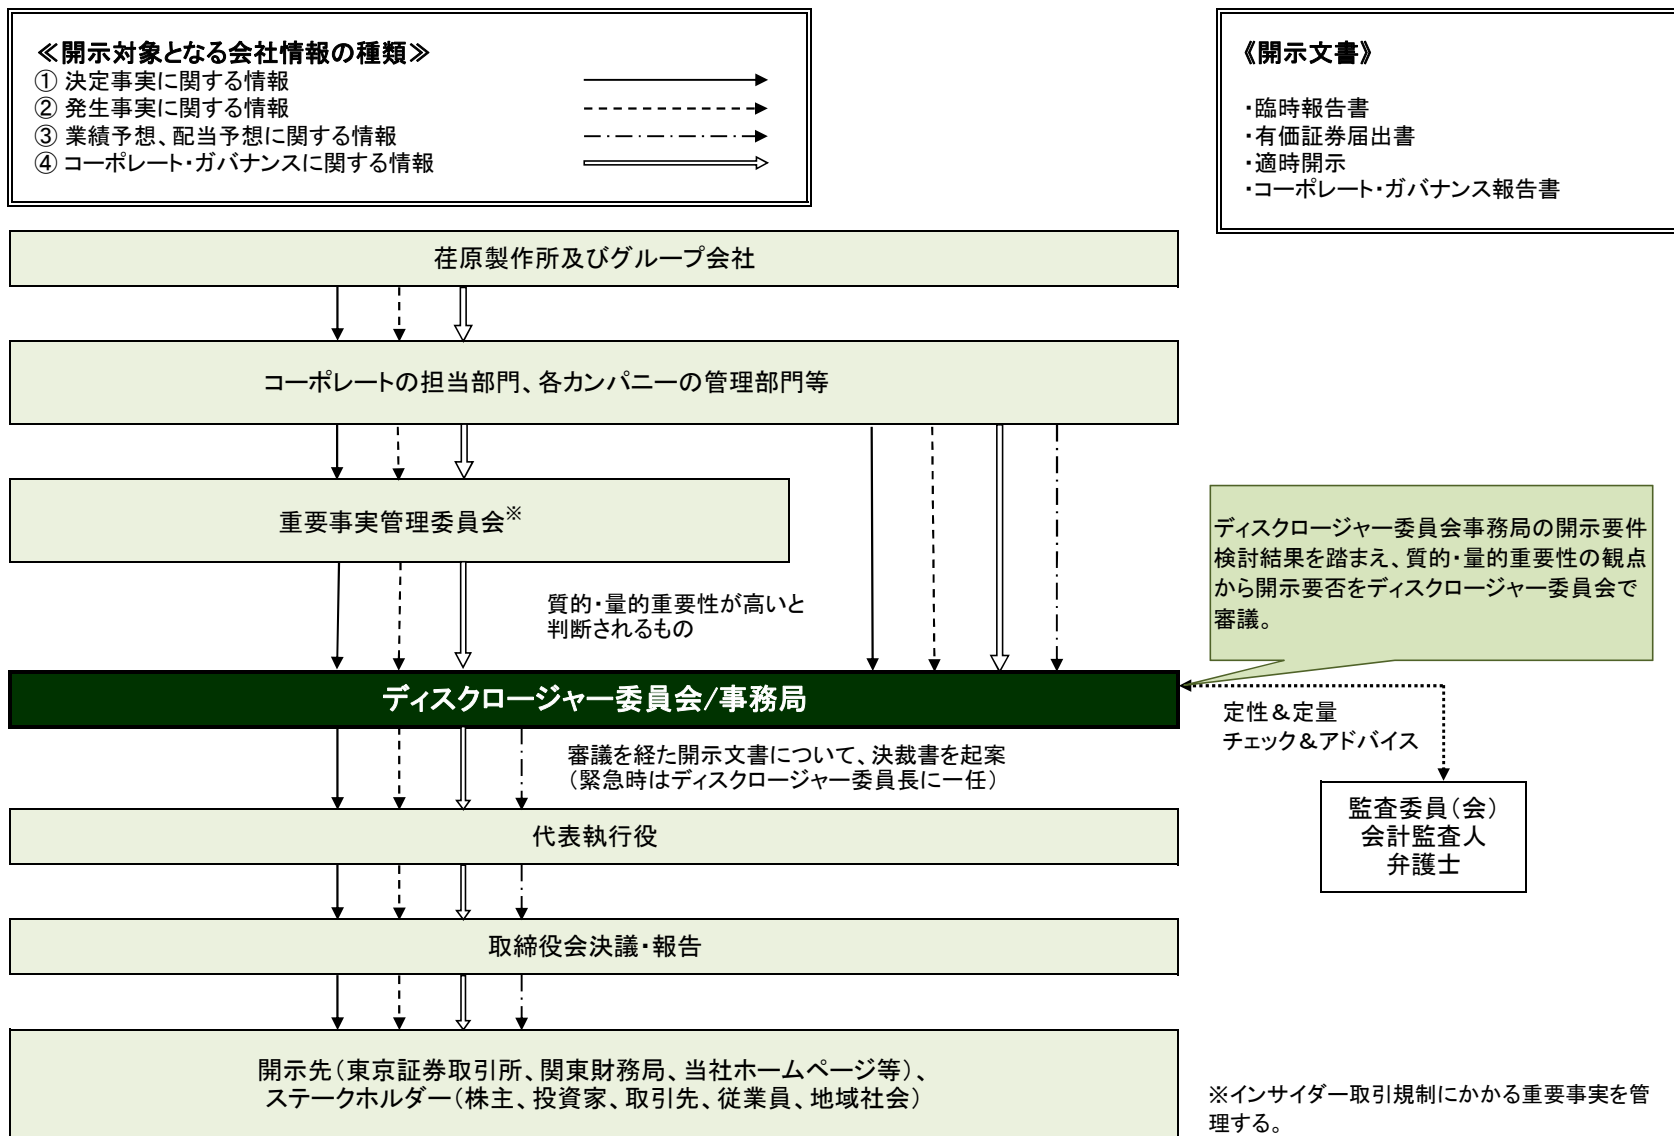 ≪開示対象となる会社情報の種類≫
① 決定事実に関する情報
② 発生事実に関する情報
③ 業績予想、配当予想に関する情報
④ コーポレート・ガバナンスに関する情報
《開示文書》
・臨時報告書
・有価証券届出書
・適時開示
・コーポレート・ガバナンス報告書
荏原製作所及びグループ会社
コーポレートの担当部門、各カンパニーの管理部門等
重要事実管理委員会※
質的・量的重要性が高いと
判断されるもの
ディスクロージャー委員会事務局の開示要件
検討結果を踏まえ、質的・量的重要性の観点
から開示要否をディスクロージャー委員会で
審議。
ディスクロージャー委員会/事務局
定性＆定量
チェック＆アドバイス
審議を経た開示文書について、決裁書を起案
（緊急時はディスクロージャー委員長に一任）
監査委員（会）
会計監査人
弁護士
代表執行役
取締役会決議・報告
開示先（東京証券取引所、関東財務局、当社ホームページ等）、
ステークホルダー（株主、投資家、取引先、従業員、地域社会）
※インサイダー取引規制にかかる重要事実を管
理する。